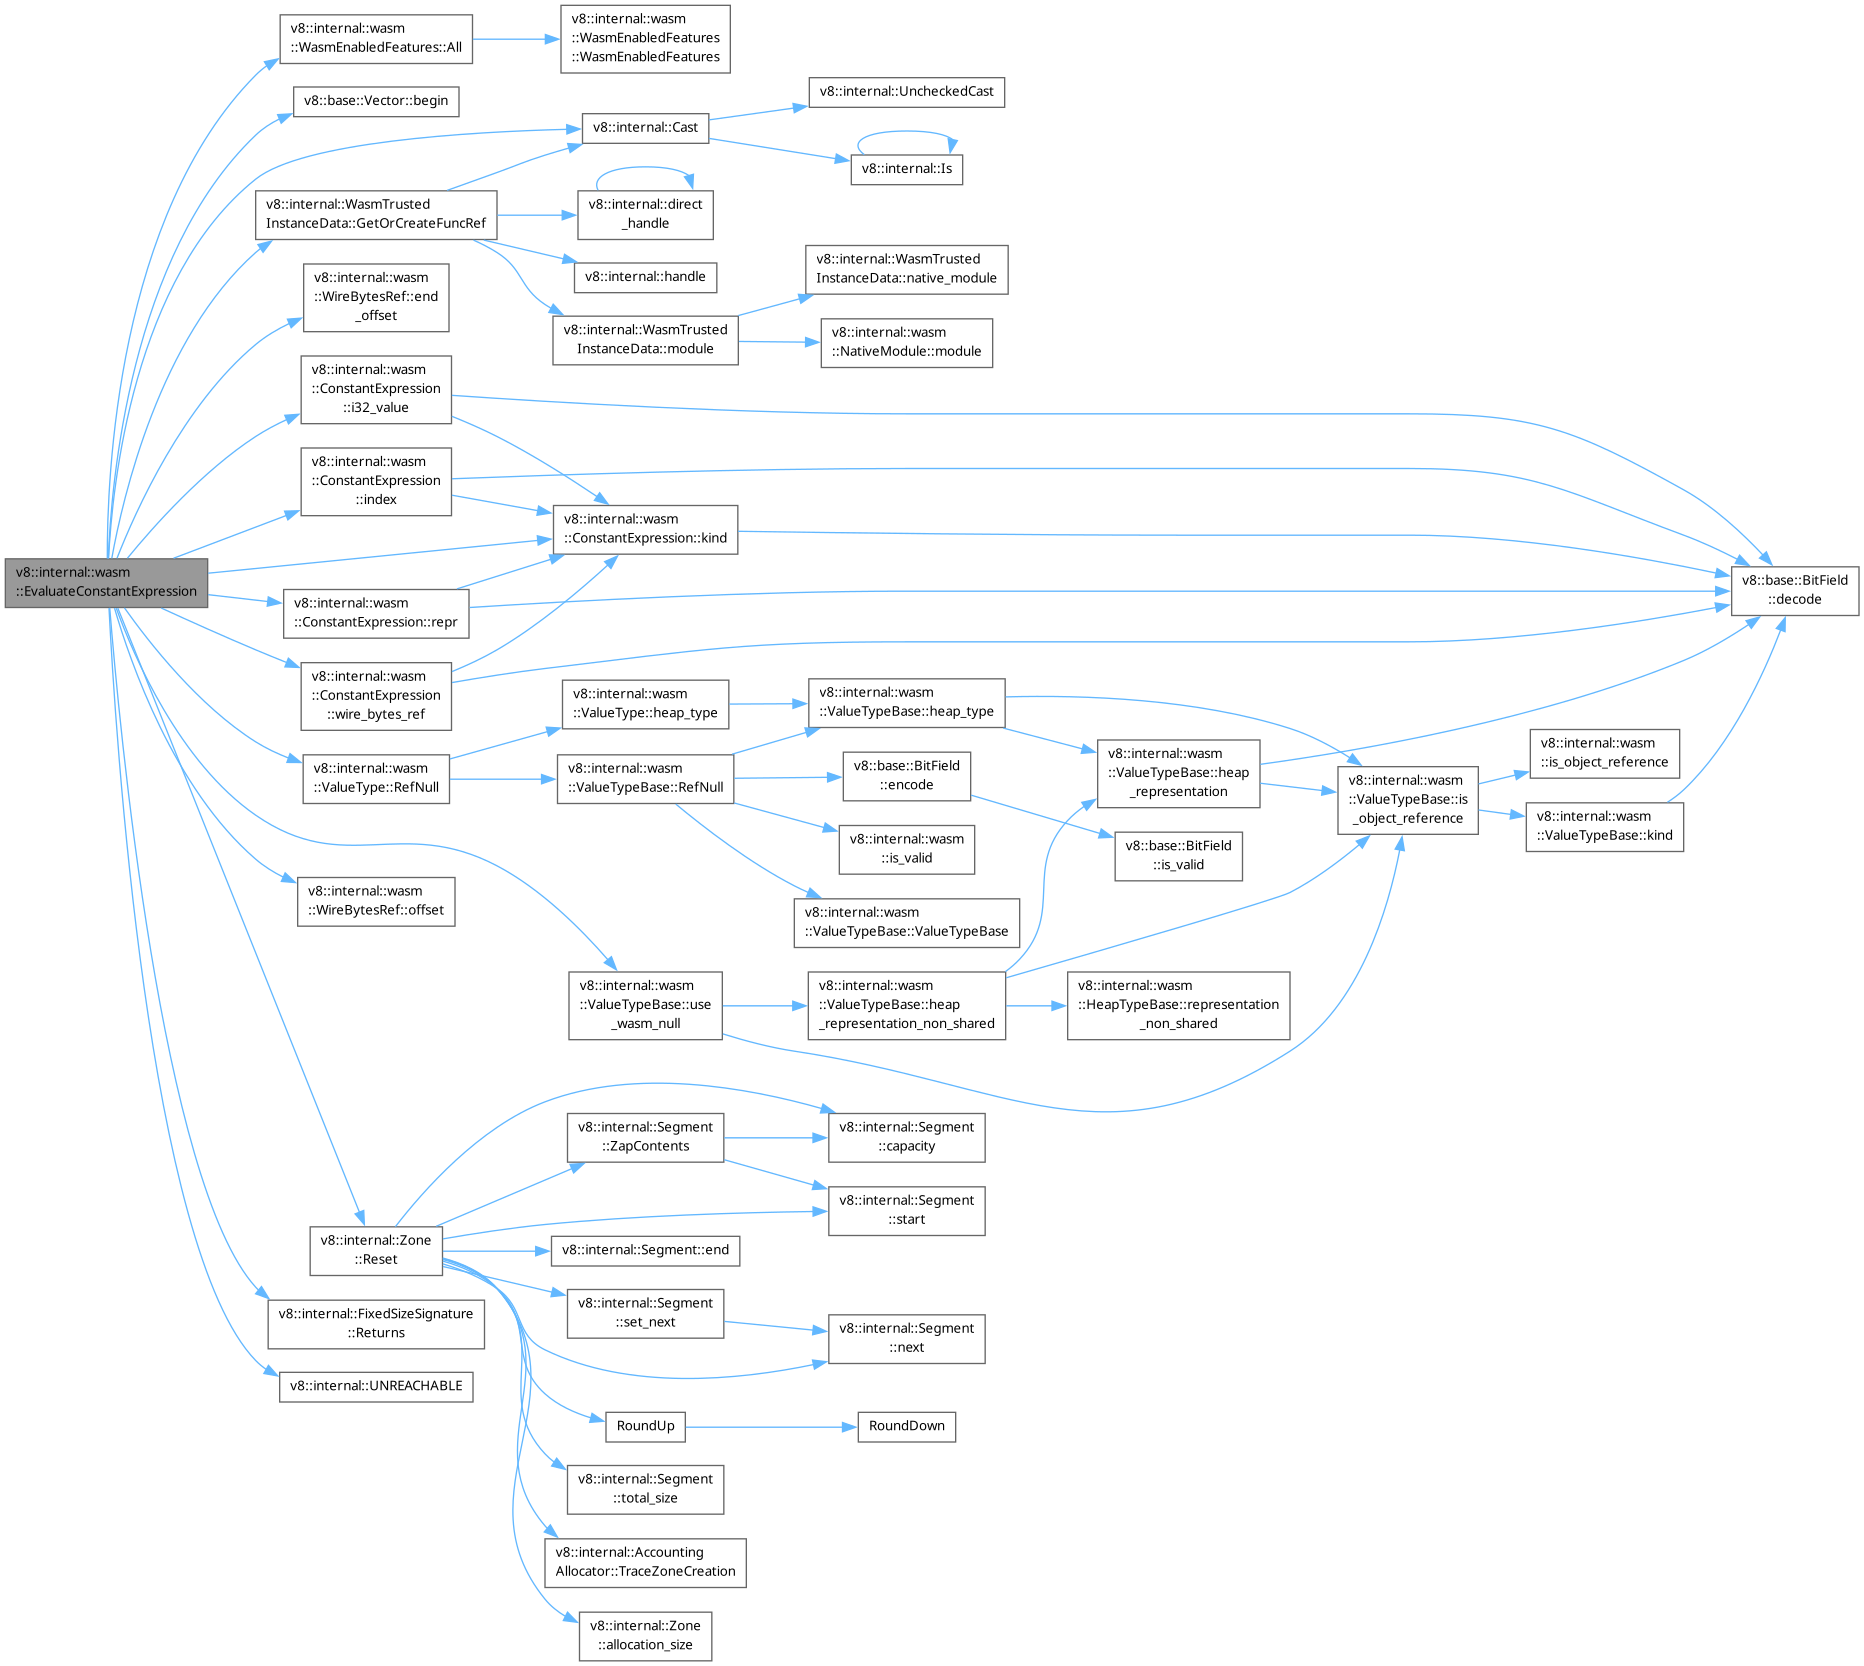 v8::internal::wasm
::EvaluateConstantExpression
v8::internal::wasm
::WasmEnabledFeatures::All
v8::internal::wasm
::WasmEnabledFeatures
::WasmEnabledFeatures
v8::base::Vector::begin
v8::internal::Cast
v8::internal::UncheckedCast
v8::internal::Is
v8::internal::WasmTrusted
InstanceData::GetOrCreateFuncRef
v8::internal::direct
_handle
v8::internal::handle
v8::internal::WasmTrusted
InstanceData::module
v8::internal::WasmTrusted
InstanceData::native_module
v8::internal::wasm
::NativeModule::module
v8::internal::wasm
::WireBytesRef::end
_offset
v8::internal::wasm
::ConstantExpression
::i32_value
v8::internal::wasm
::ConstantExpression
::index
v8::internal::wasm
::ConstantExpression::kind
v8::base::BitField
::decode
v8::internal::wasm
::ConstantExpression::repr
v8::internal::wasm
::ConstantExpression
::wire_bytes_ref
v8::internal::wasm
::ValueType::RefNull
v8::internal::wasm
::ValueType::heap_type
v8::internal::wasm
::ValueTypeBase::heap_type
v8::internal::wasm
::ValueTypeBase::RefNull
v8::base::BitField
::encode
v8::internal::wasm
::is_valid
v8::internal::wasm
::ValueTypeBase::ValueTypeBase
v8::internal::wasm
::ValueTypeBase::heap
_representation
v8::base::BitField
::is_valid
v8::internal::wasm
::ValueTypeBase::is
_object_reference
v8::internal::wasm
::is_object_reference
v8::internal::wasm
::ValueTypeBase::kind
v8::internal::wasm
::WireBytesRef::offset
v8::internal::wasm
::ValueTypeBase::use
_wasm_null
v8::internal::wasm
::ValueTypeBase::heap
_representation_non_shared
v8::internal::wasm
::HeapTypeBase::representation
_non_shared
v8::internal::Zone
::Reset
v8::internal::Segment
::ZapContents
v8::internal::Segment
::capacity
v8::internal::Segment
::start
v8::internal::Segment::end
v8::internal::Segment
::set_next
v8::internal::Segment
::next
RoundUp
RoundDown
v8::internal::Segment
::total_size
v8::internal::Accounting
Allocator::TraceZoneCreation
v8::internal::Zone
::allocation_size
v8::internal::FixedSizeSignature
::Returns
v8::internal::UNREACHABLE